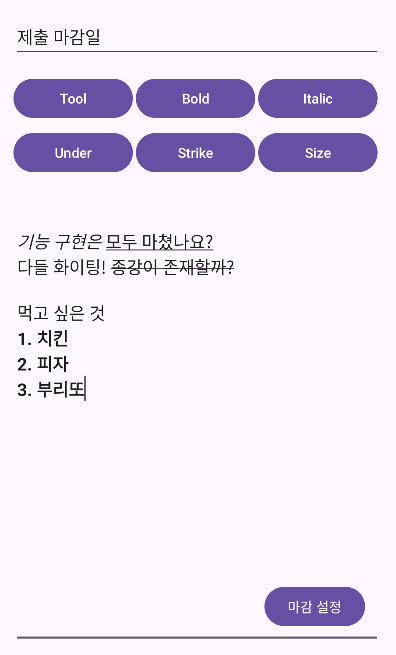 제출 마감일
Tool Bold Italic
Under Strike Size
기능 구현은 모두 마쳤나요?
다들 화이팅! 종강이 존재할까?
먹고 싶은 것
1. 치킨
2. 피자
3. 부리또
마감 설정